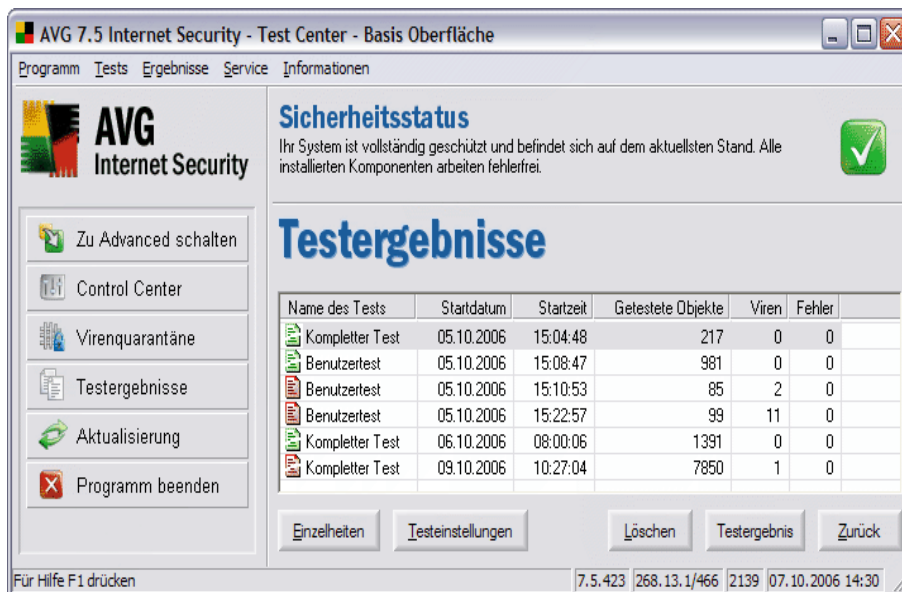 AVG 7.5 Internet Security - Test Center - Basis Oberfläche
Programm Tests Ergebnisse Service Informationen
AVG
Internet Security
Sicherheitsstatus
Ihr System ist vollständig geschützt und befindet sich auf dem aktuellsten Stand. Alle
installierten Komponenten arbeiten fehlerfrei.
Zu Advanced schalten
Control Center
Virenquarantäne
Testergebnisse
Aktualisierung
Programm beenden
Testergebnisse
Name des Tests Startdatum Startzeit Getestete Objekte Viren Fehler
Kompletter Test 05.10.2006 15:04:48 217 0 0
Benutzertest 05.10.2006 15:08:47 981 0 0
Benutzertest 05.10.2006 15:10:53 85 2 0
Benutzertest 05.10.2006 15:22:57 99 11 0
Kompletter Test 06.10.2006 08:00:06 1391 0 0
Kompletter Test 09.10.2006 10:27:04 7850 1 0
Einzelheiten Testeinstellungen Löschen Testergebnis Zurück
Für Hilfe F1 drücken 7.5.423 268.13.1/466 2139 07.10.2006 14:30